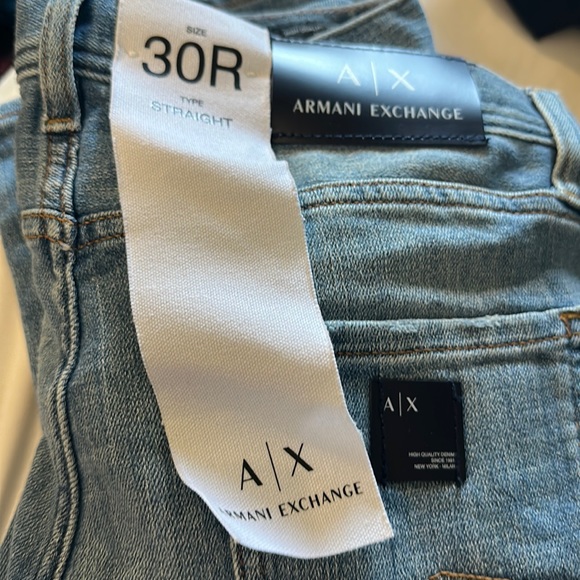 SIZE
30R
TYPE
STRAIGHT
A|X
ARMANI EXCHANGE
A|X
HIGH QUALITY DENIM
SINCE 1991
NEW YORK - MILAN
A|X
ARMANI EXCHANGE